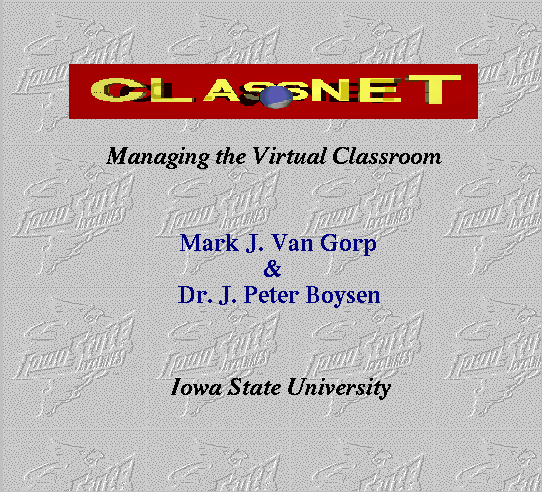 CLASSNET
Managing the Virtual Classroom
Mark J. Van Gorp
&
Dr. J. Peter Boysen
Iowa State University